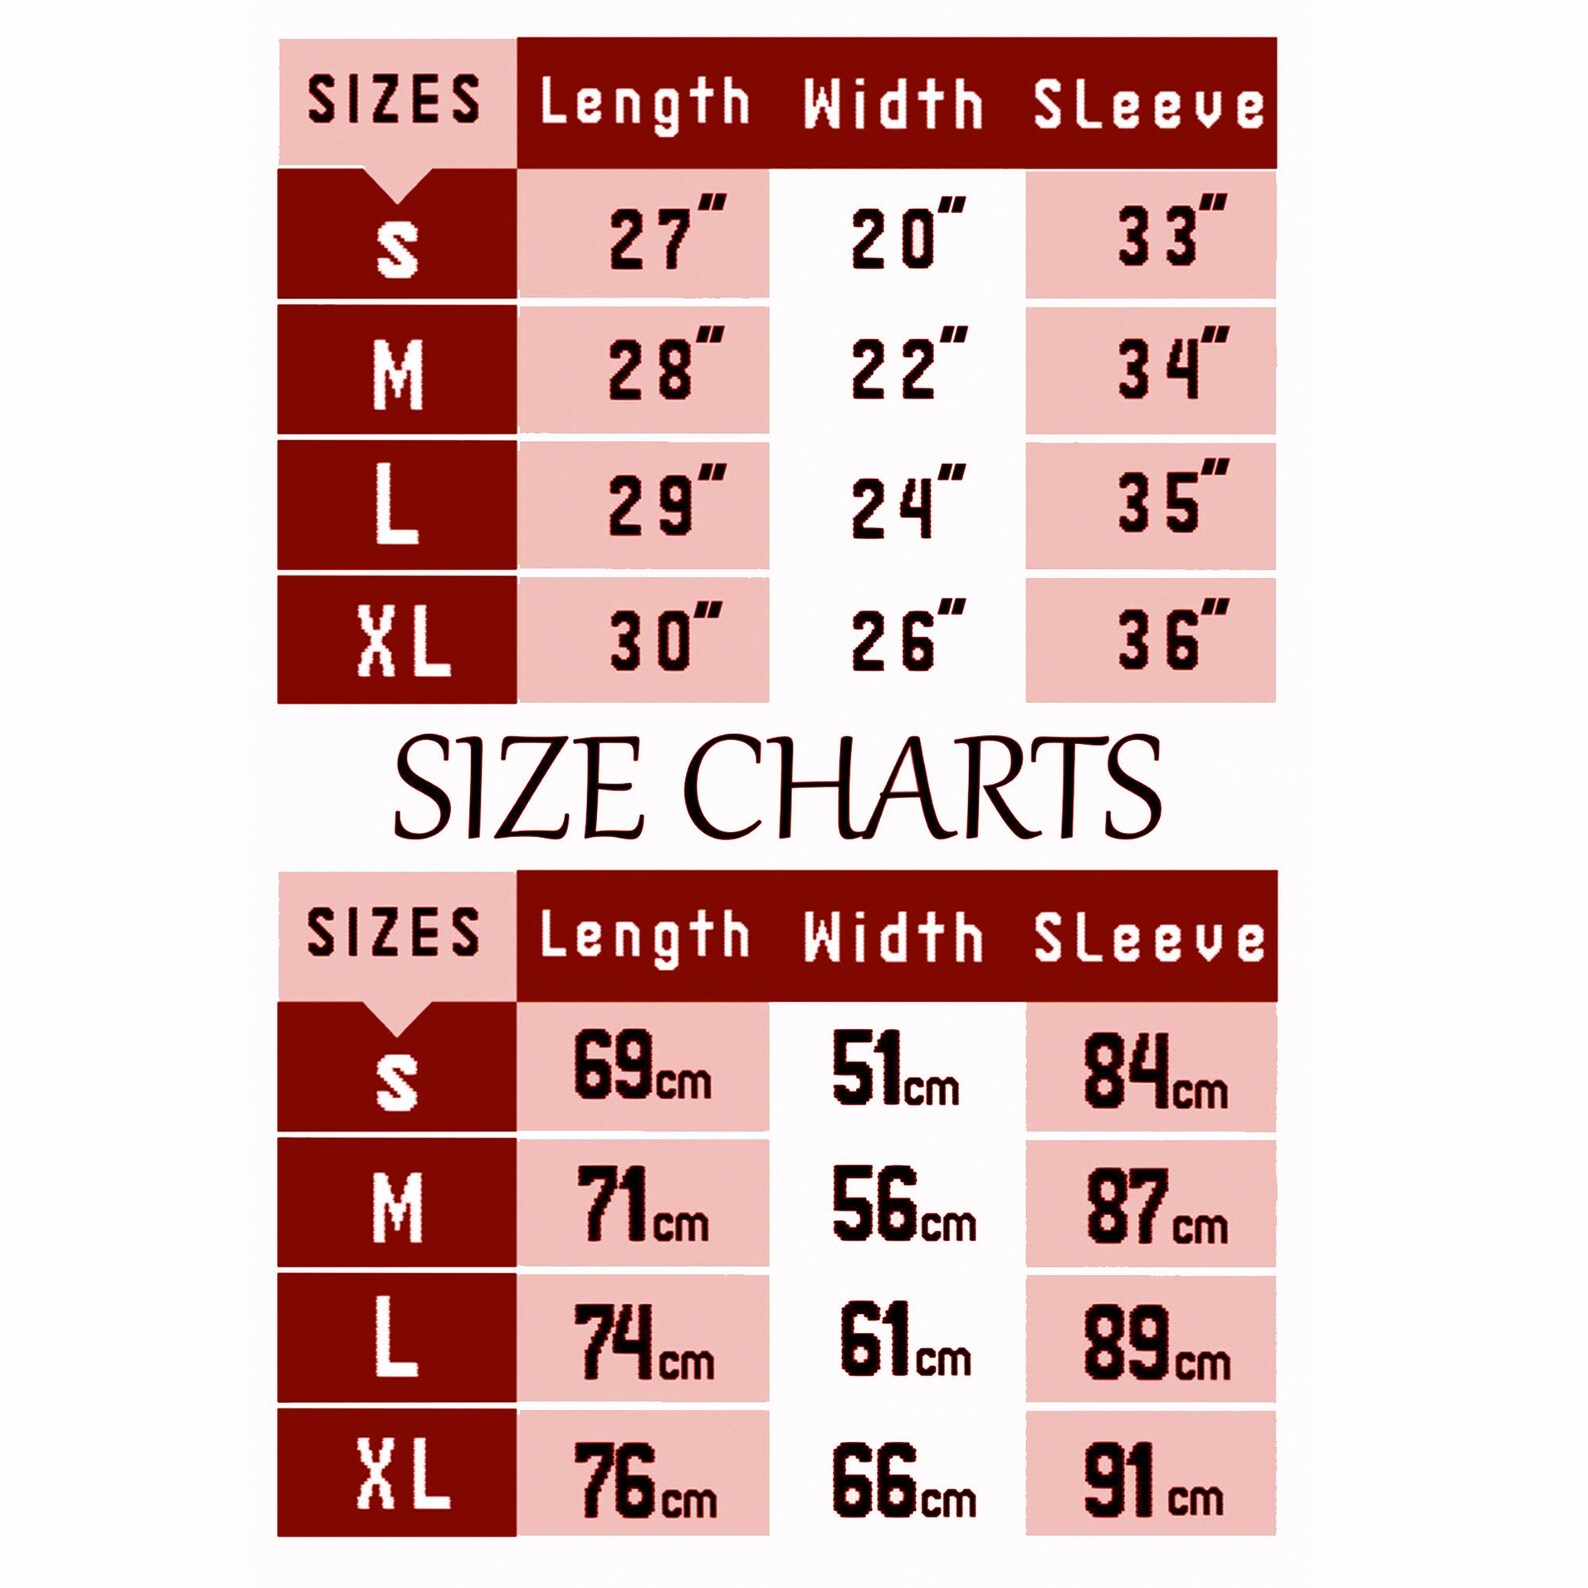 SIZES Length Width Sleeve
S 27" 20" 33"
M 28" 22" 34"
L 29" 24" 35"
XL 30" 26" 36"
SIZE CHARTS
SIZES Length Width Sleeve
S 69cm 51cm 84cm
M 71cm 56cm 87cm
L 74cm 61cm 89cm
XL 76cm 66cm 91cm